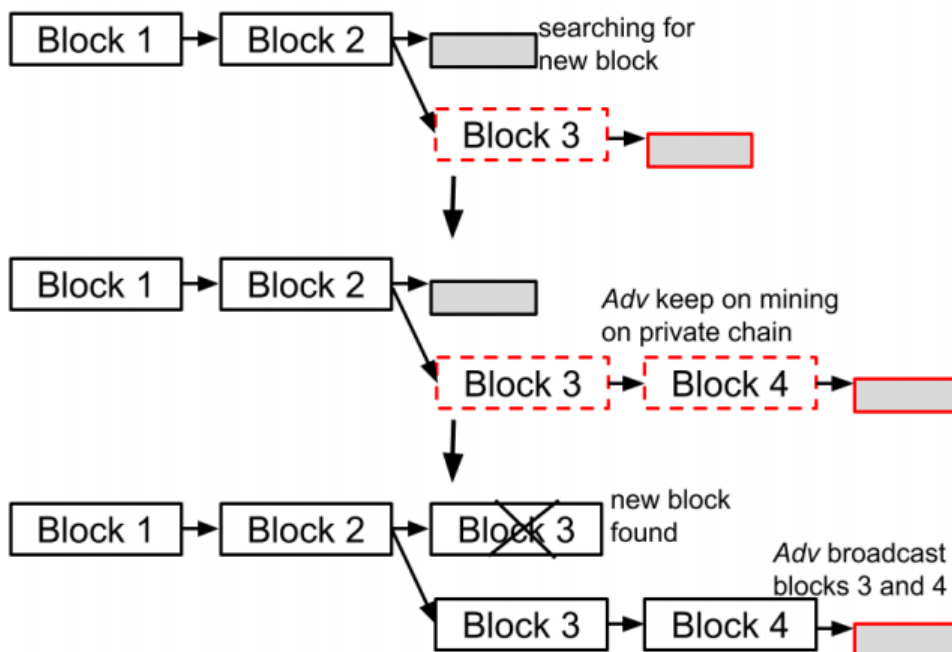 Block 1
Block 2
searching for
new block
Block 3
Block 1
Block 2
Adv keep on mining
on private chain
Block 3
Block 4
Block 1
Block 2
Block 3
new block
found
Adv broadcast
blocks 3 and 4
Block 3
Block 4